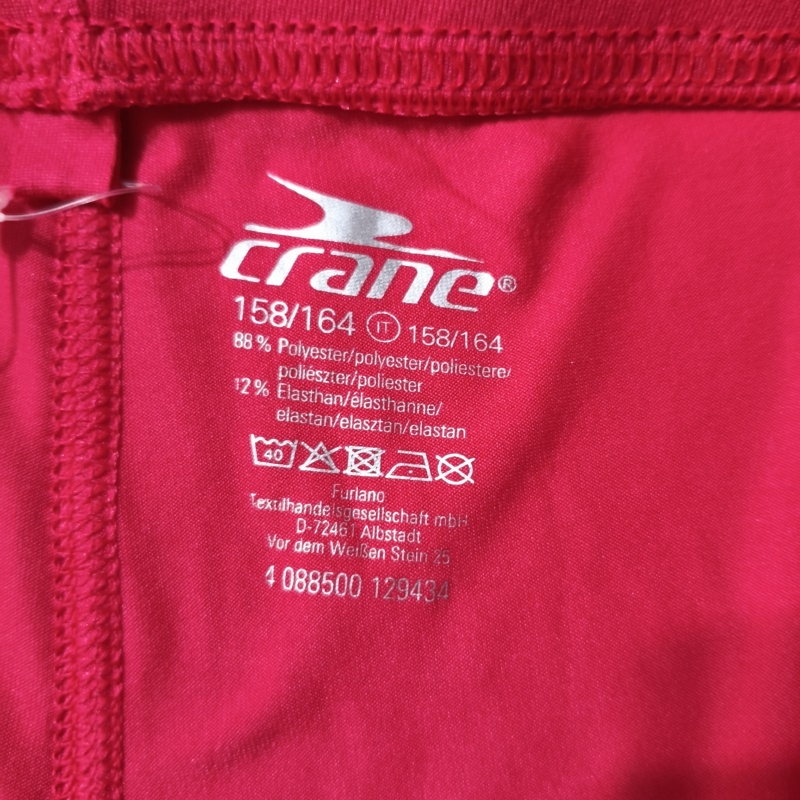 crane®
158/164 IT 158/164
88% Polyester/polyester/poliestere/
poliészter/poliester
12% Elasthan/élasthanne/
elastan/elasztan/elastan
40
Furlano
Textilhandelsgesellschaft mbH
D-72461 Albstadt
Vor dem Weißen Stein 25
4 088500 129434